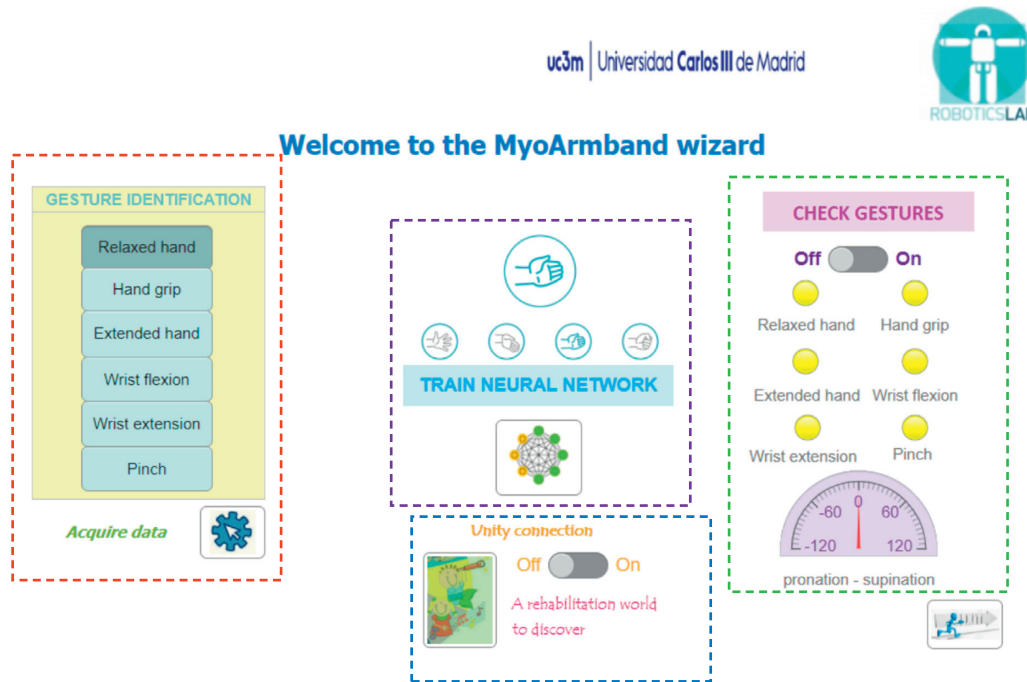 uc3m | Universidad Carlos III de Madrid
ROBOTICSLA
Welcome to the MyoArmband wizard
GESTURE IDENTIFICATION
Relaxed hand
Hand grip
Extended hand
Wrist flexion
Wrist extension
Pinch
Acquire data
TRAIN NEURAL NETWORK
Unity connection
Off On
A rehabilitation world
to discover
CHECK GESTURES
Off On
Relaxed hand Hand grip
Extended hand Wrist flexion
Wrist extension Pinch
0
-60 60
-120 120
pronation - supination